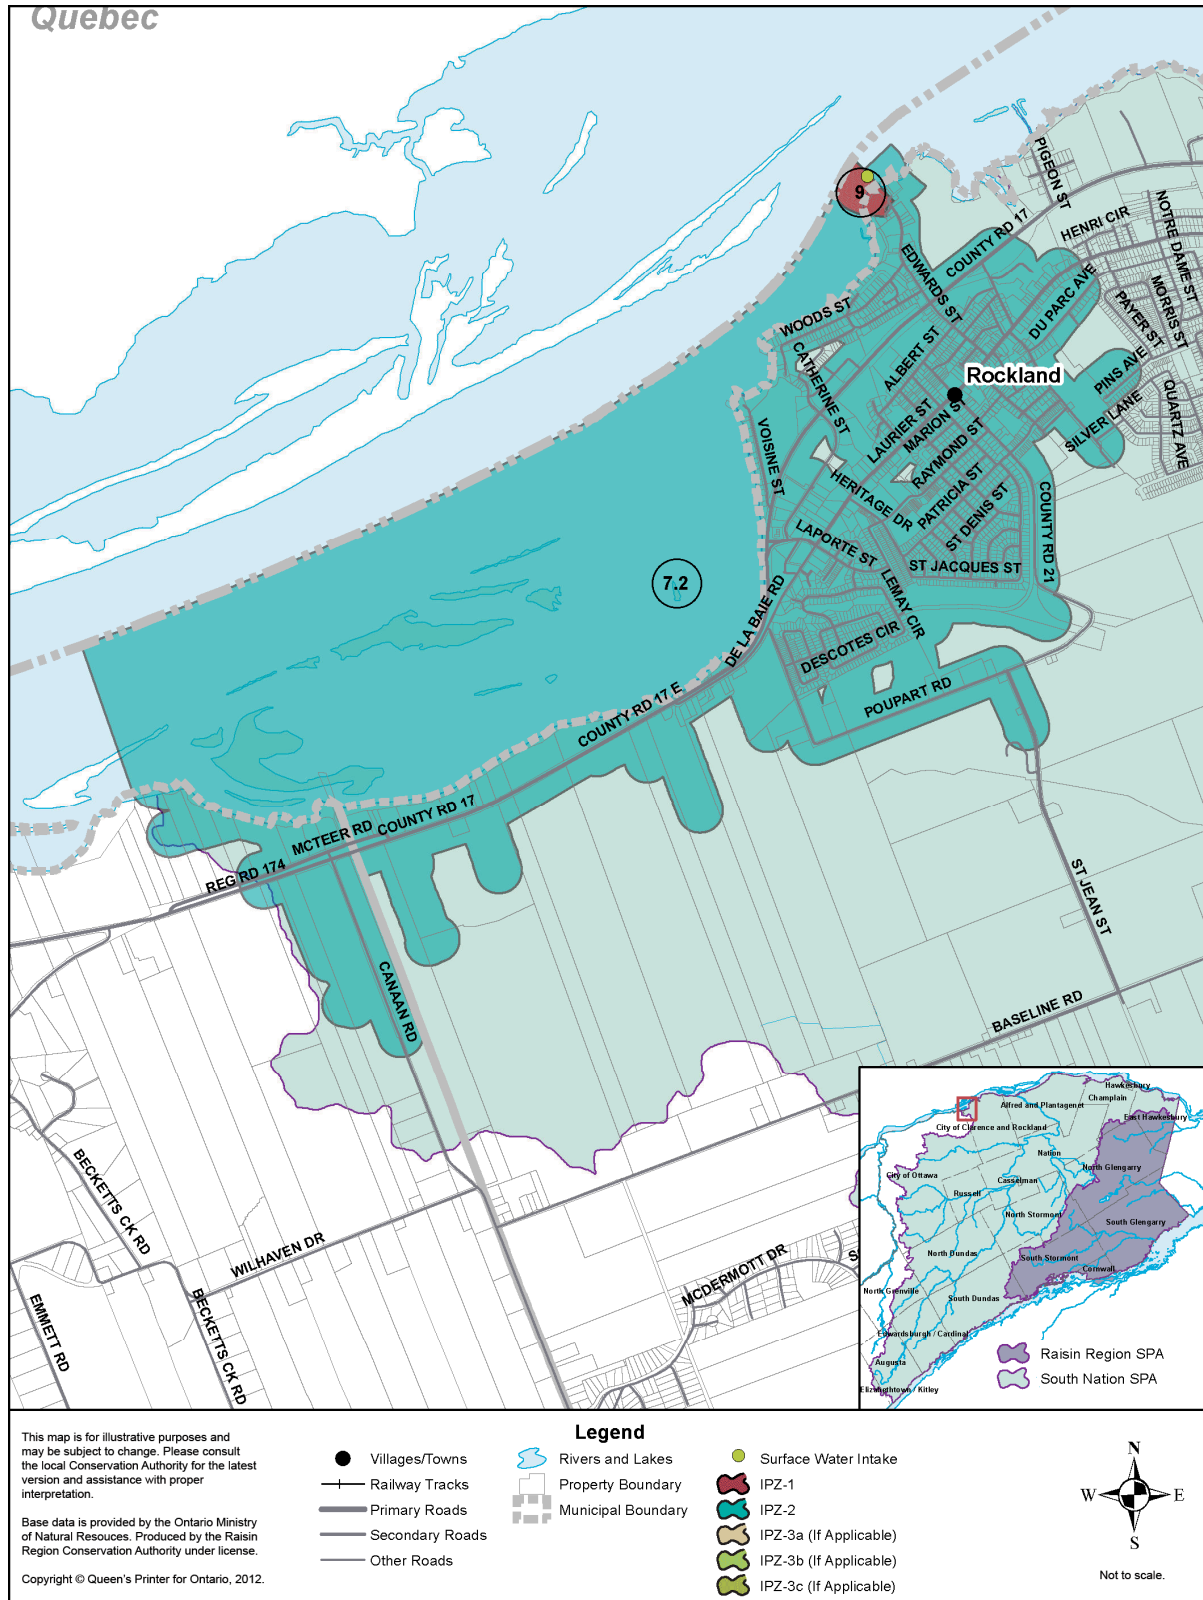 Quebec
PIGEON ST
9
COUNTY RD 17
HENRI CIR
NOTRE DAME ST
EDWARDS ST
DU PARC AVE
MORRIS ST
PAYER ST
WOODS ST
ALBERT ST
CATHERINE ST
Rockland
PINS AVE
QUARTZ AVE
LAURIER ST
MARION ST
SILVER LANE
VOISINE ST
RAYMOND ST
HERITAGE DR
PATRICIA ST
ST DENIS ST
COUNTY RD 21
LAPORTE ST
ST JACQUES ST
7.2
LEMAY CIR
DE LA BAIE RD
DESCOTES CIR
POUPART RD
COUNTY RD 17 E
COUNTY RD 17
MCTEER RD
REG RD 174
ST JEAN ST
CANAAN RD
BASELINE RD
BECKETTS CK RD
WILHAVEN DR
MCDERMOTT DR
S
EMMETT RD
BECKETTS CK RD
Hawkesbury
Champlain
Alfred and Plantagenet
East Hawkesbury
City of Clarence and Rockland
Nation
North Glengarry
City of Ottawa
Casselman
Russell
North Stormont
South Glengarry
North Dundas
South Stormont
Cornwall
North Grenville
South Dundas
Edwardsburgh / Cardinal
Augusta
Elizabethtown / Kitley
Raisin Region SPA
South Nation SPA
This map is for illustrative purposes and
may be subject to change. Please consult
the local Conservation Authority for the latest
version and assistance with proper
interpretation.
Base data is provided by the Ontario Ministry
of Natural Resouces. Produced by the Raisin
Region Conservation Authority under license.
Copyright © Queen's Printer for Ontario, 2012.
Legend
Villages/Towns
Railway Tracks
Primary Roads
Secondary Roads
Other Roads
Rivers and Lakes
Property Boundary
Municipal Boundary
Surface Water Intake
IPZ-1
IPZ-2
IPZ-3a (If Applicable)
IPZ-3b (If Applicable)
IPZ-3c (If Applicable)
N
W E
S
Not to scale.